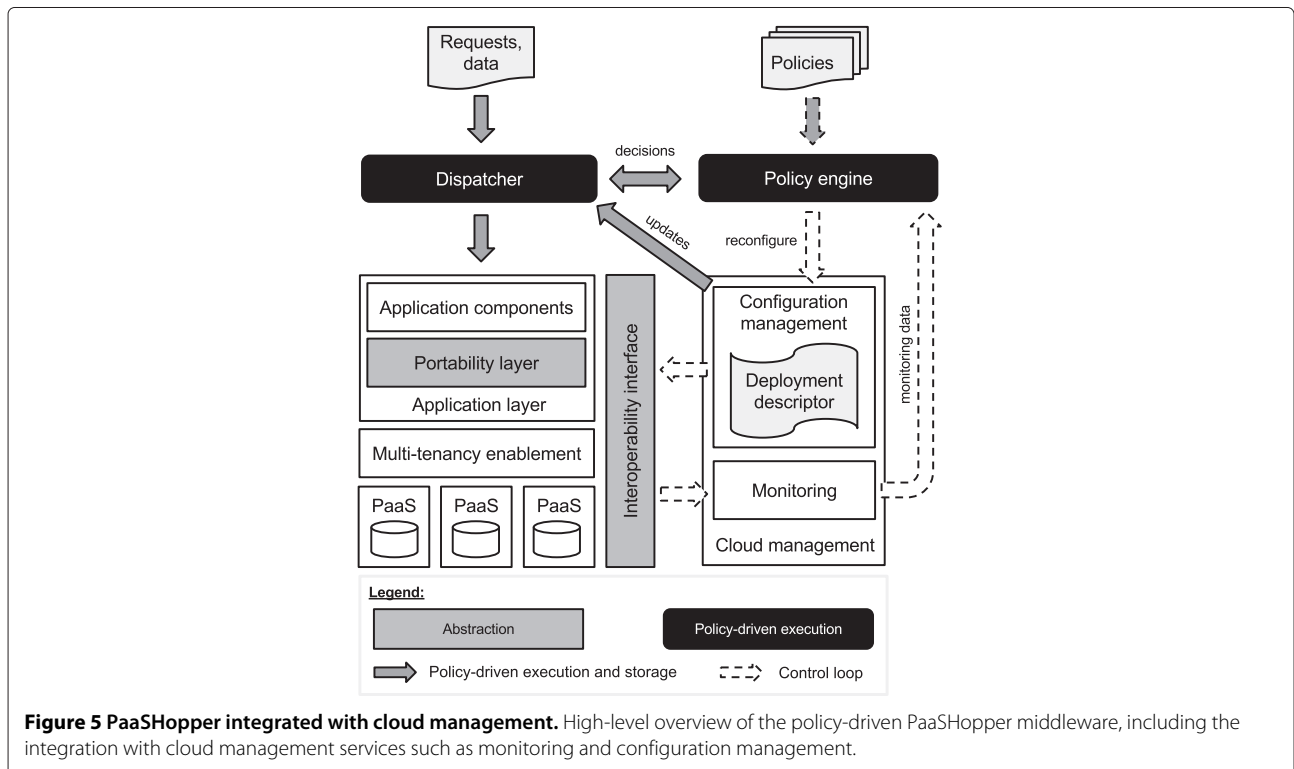 Requests,
data
Policies
decisions
Dispatcher
Policy engine
updates
reconfigure
Application components
Portability layer
Application layer
Multi-tenancy enablement
PaaS
PaaS
PaaS
Interoperability interface
Configuration
management
Deployment
descriptor
Monitoring
Cloud management
monitoring data
Legend:
Abstraction
Policy-driven execution
Policy-driven execution and storage
Control loop
Figure 5 PaaSHopper integrated with cloud management. High-level overview of the policy-driven PaaSHopper middleware, including the
integration with cloud management services such as monitoring and configuration management.